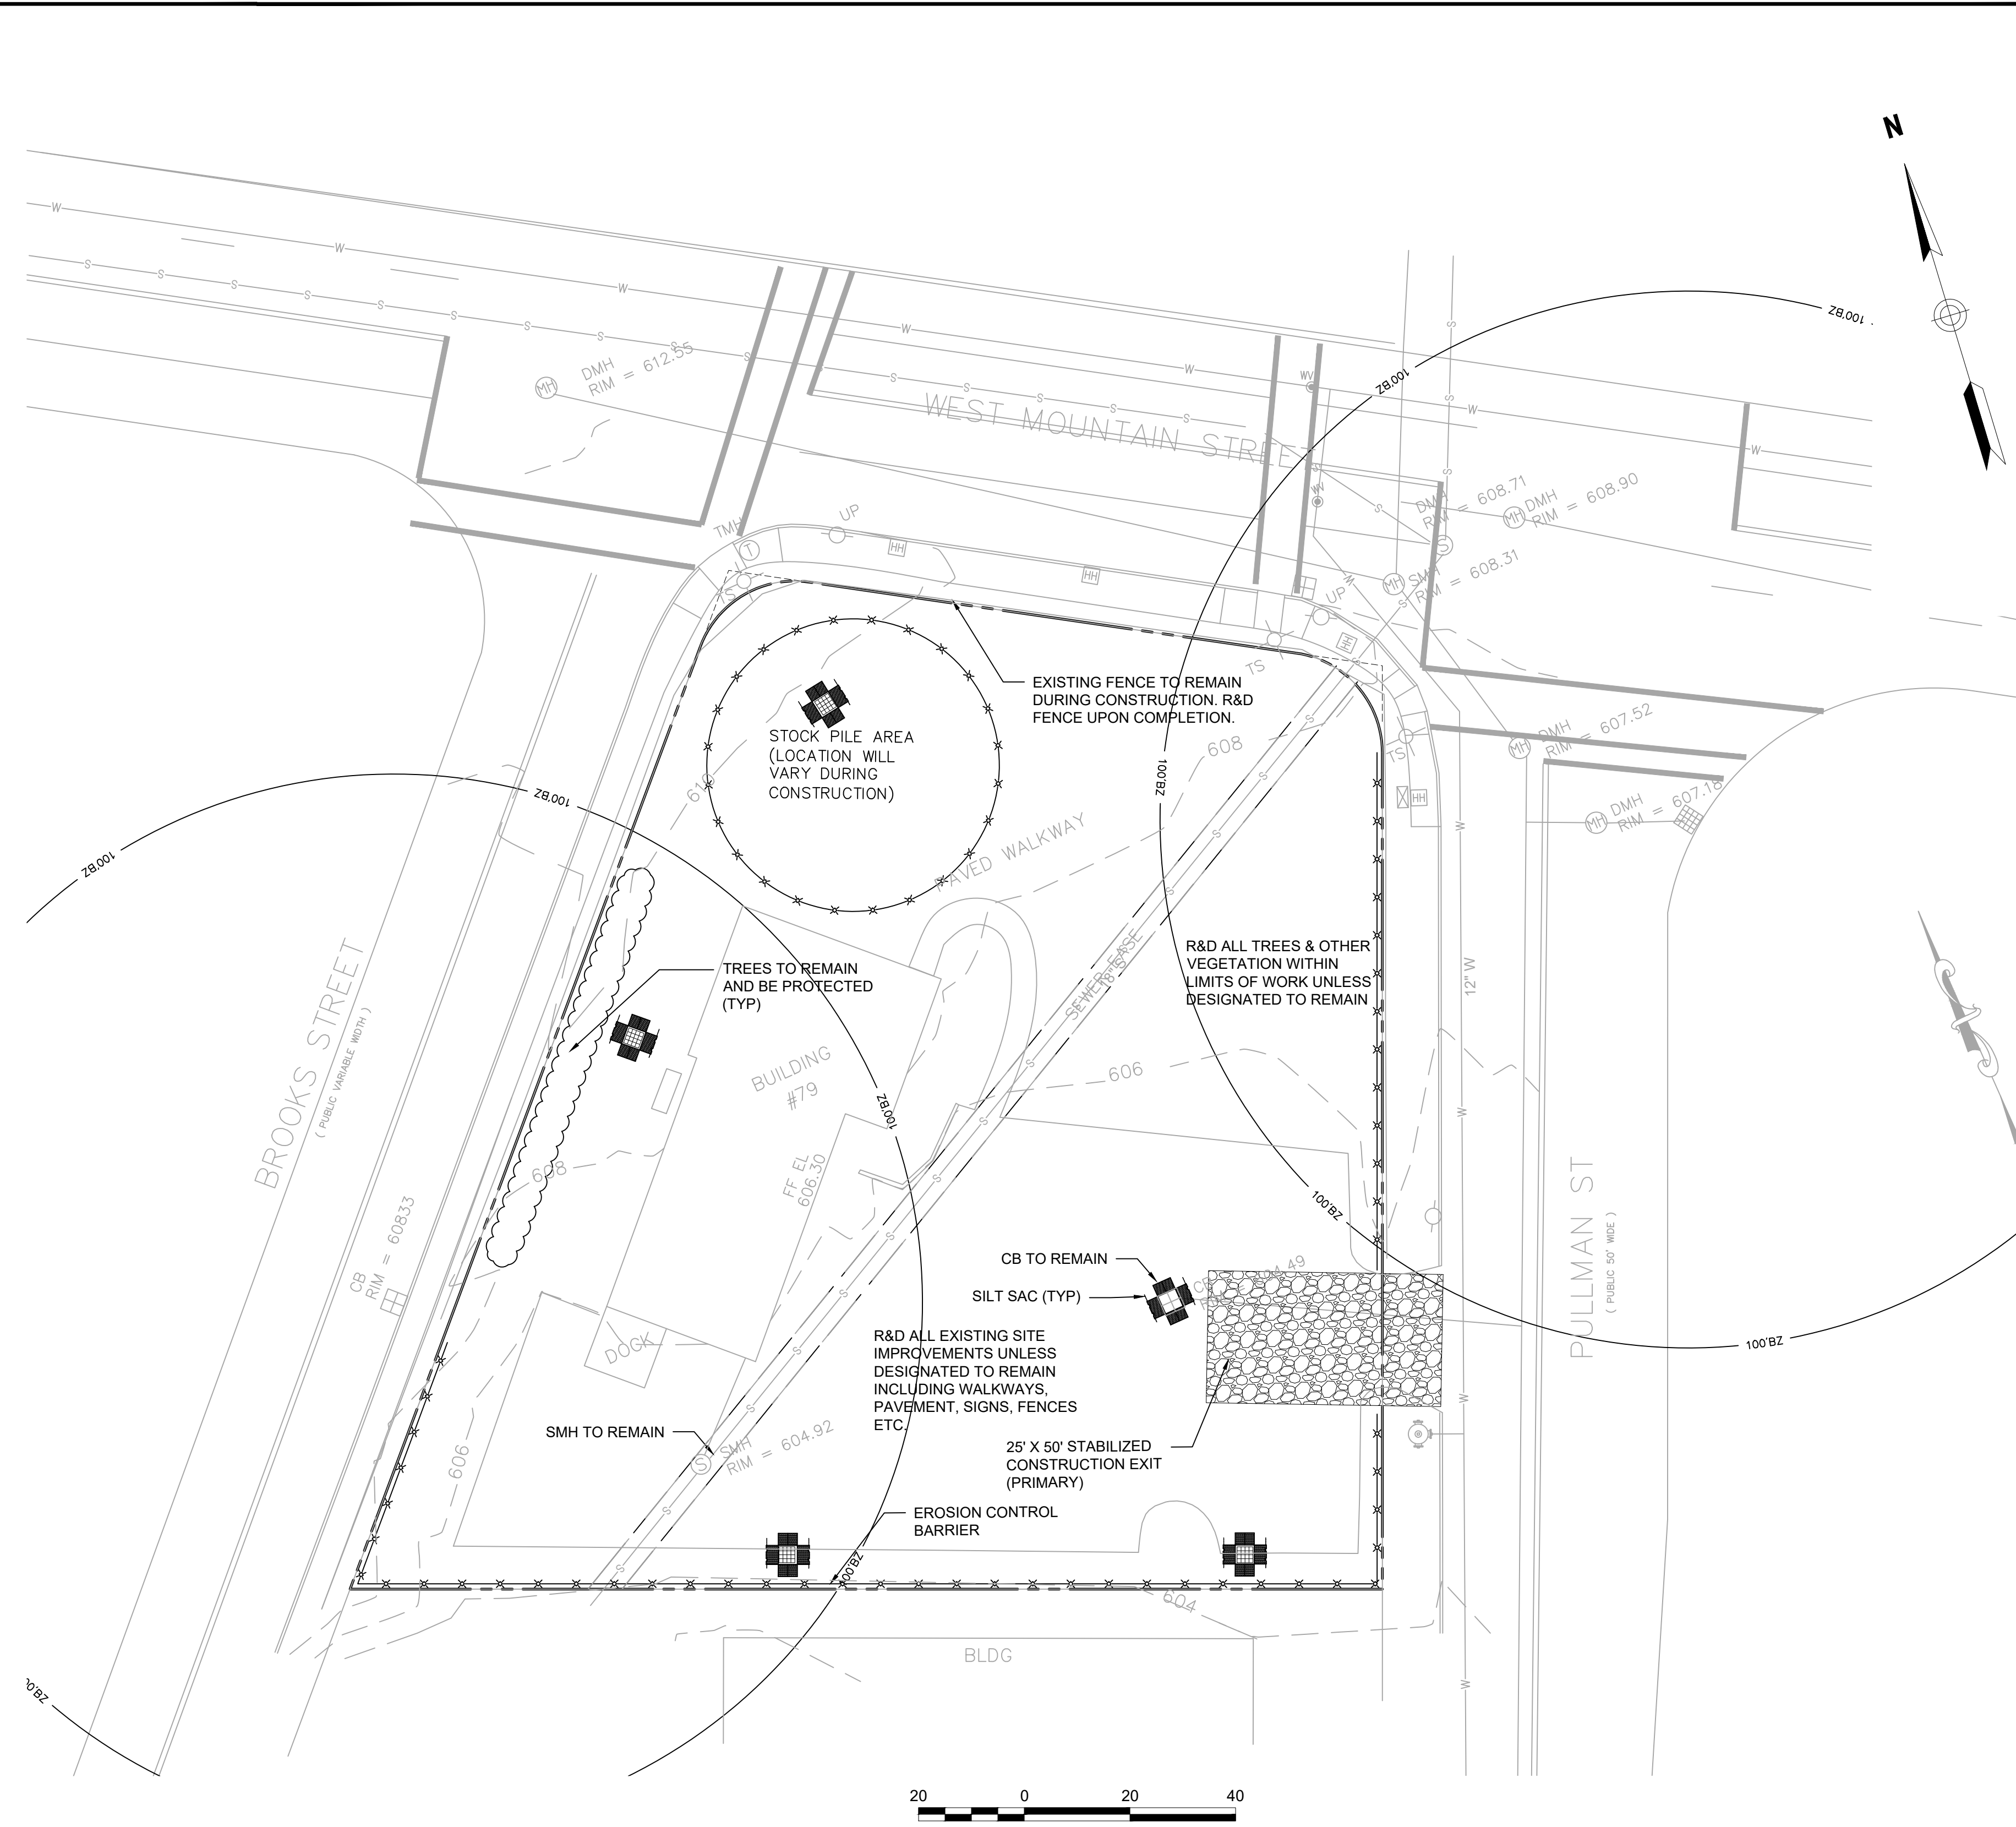 N
W
S
100'BZ
100'BZ
DMH
RIM = 612.55
WEST MOUNTAIN STREE
WV
WV
DMH
RIM = 608.71
DMH
RIM = 608.90
SMH
RIM = 608.31
TMH
UP
HH
HH
UP
HH
TS
TS
TS
HH
DMH
RIM = 607.52
DMH
RIM = 607.18
EXISTING FENCE TO REMAIN
DURING CONSTRUCTION. R&D
FENCE UPON COMPLETION.
STOCK PILE AREA
(LOCATION WILL
VARY DURING
CONSTRUCTION)
610
608
100'BZ
100'BZ
100'BZ
PAVED WALKWAY
R&D ALL TREES & OTHER
VEGETATION WITHIN
LIMITS OF WORK UNLESS
DESIGNATED TO REMAIN
TREES TO REMAIN
AND BE PROTECTED
(TYP)
SEWER EASE
12" W
BROOKS STREET
( PUBLIC VARIABLE WIDTH )
BUILDING
#79
606
100'BZ
FF EL
606.30
608
100'BZ
PULLMAN ST
( PUBLIC 50' WIDE )
CB
RIM = 60833
CB TO REMAIN
SILT SAC (TYP)
R&D ALL EXISTING SITE
IMPROVEMENTS UNLESS
DESIGNATED TO REMAIN
INCLUDING WALKWAYS,
PAVEMENT, SIGNS, FENCES
ETC.
DOCK
100'BZ
SMH TO REMAIN
SMH
RIM = 604.92
606
25' X 50' STABILIZED
CONSTRUCTION EXIT
(PRIMARY)
EROSION CONTROL
BARRIER
100'BZ
604
BLDG
20 0 20 40